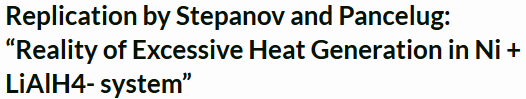 Replication by Stepanov and Pancelug:
“Reality of Excessive Heat Generation in Ni +
LiAlH4- system”